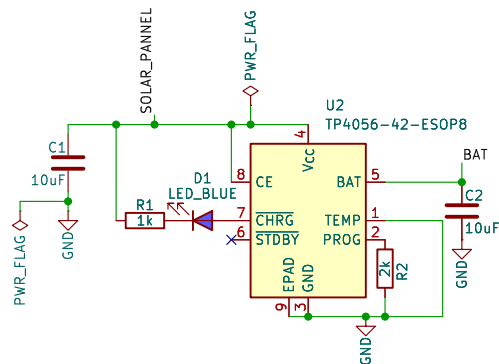 SOLAR_PANNEL
PWR_FLAG
U2
TP4056-42-ESOP8
C1
10uF
4
Vcc
BAT
D1
LED_BLUE
8
CE
BAT
5
C2
10uF
R1
1k
7
CHRG
TEMP
1
6
STDBY
PROG
2
PWR_FLAG
GND
2k
R2
GND
EPAD
GND
9
3
GND